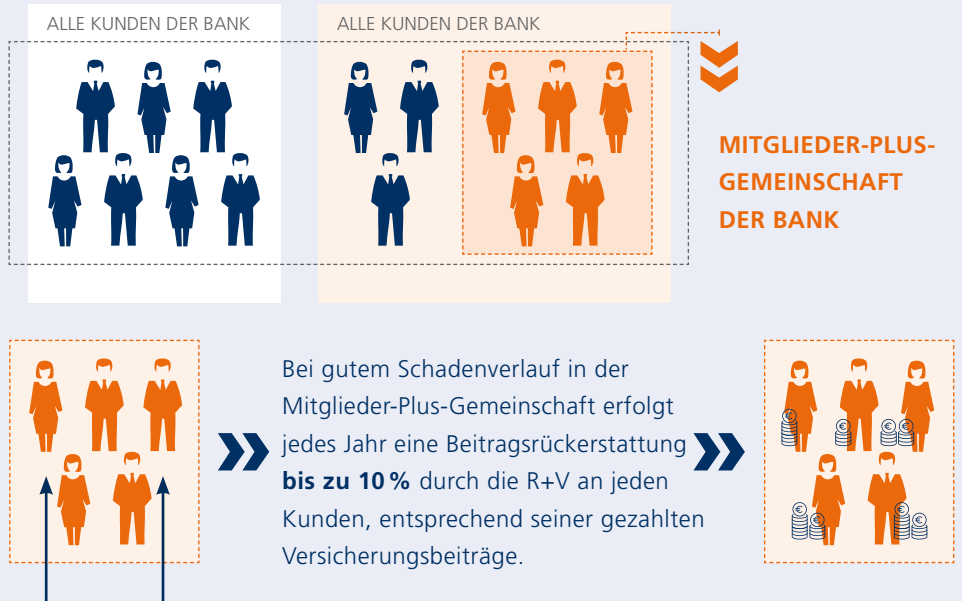 ALLE KUNDEN DER BANK
ALLE KUNDEN DER BANK
MITGLIEDER-PLUS-
GEMEINSCHAFT
DER BANK
Bei gutem Schadenverlauf in der
Mitglieder-Plus-Gemeinschaft erfolgt
jedes Jahr eine Beitragsrückerstattung
bis zu 10 % durch die R+V an jeden
Kunden, entsprechend seiner gezahlten
Versicherungsbeiträge.
€
€
€ €
€ €
€ €